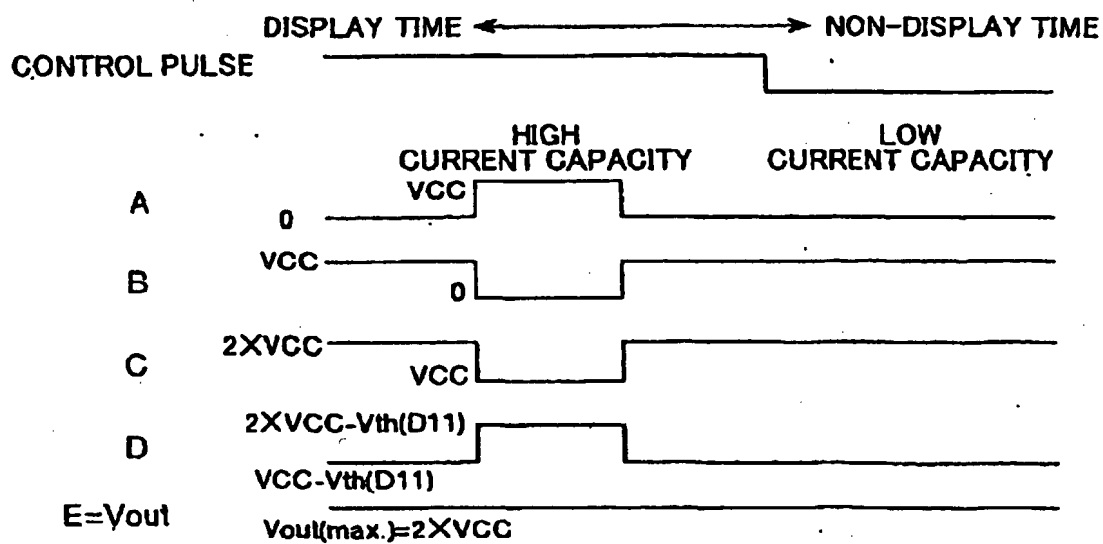 DISPLAY TIME NON-DISPLAY TIME
CONTROL PULSE
HIGH CURRENT CAPACITY
LOW CURRENT CAPACITY
A
VCC
0
B
VCC
0
C
2XVCC
VCC
D
2XVCC-Vth(D11)
VCC-Vth(D11)
E=Vout
Vout(max.)=2XVCC